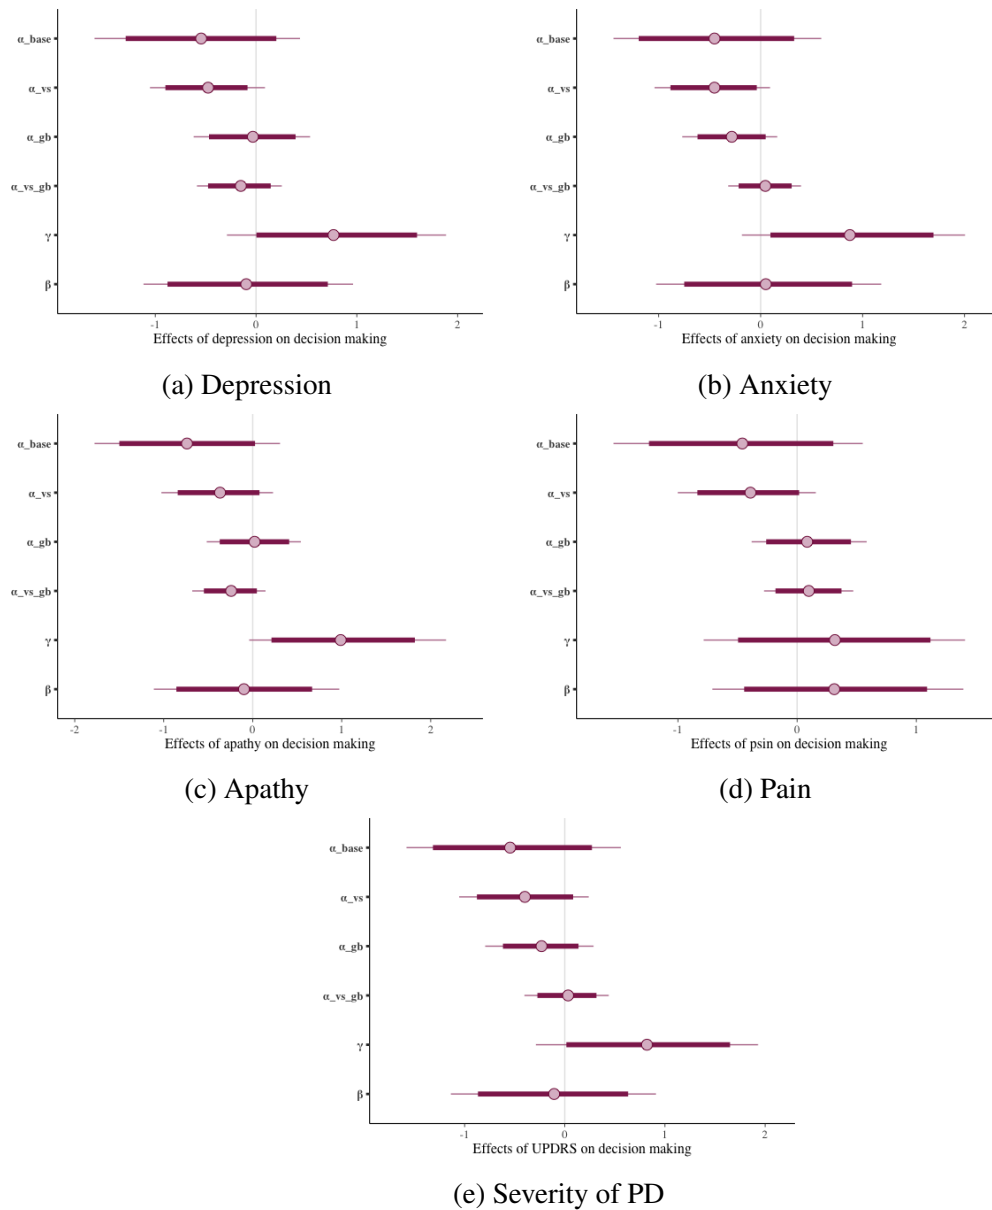 α_base
α_vs
α_gb
α_vs_gb
γ
β
-1 0 1 2
Effects of depression on decision making
(a) Depression
α_base
α_vs
α_gb
α_vs_gb
γ
β
-1 0 1 2
Effects of anxiety on decision making
(b) Anxiety
α_base
α_vs
α_gb
α_vs_gb
γ
β
-2 -1 0 1 2
Effects of apathy on decision making
(c) Apathy
α_base
α_vs
α_gb
α_vs_gb
γ
β
-1 0 1
Effects of psin on decision making
(d) Pain
α_base
α_vs
α_gb
α_vs_gb
γ
β
-1 0 1 2
Effects of UPDRS on decision making
(e) Severity of PD